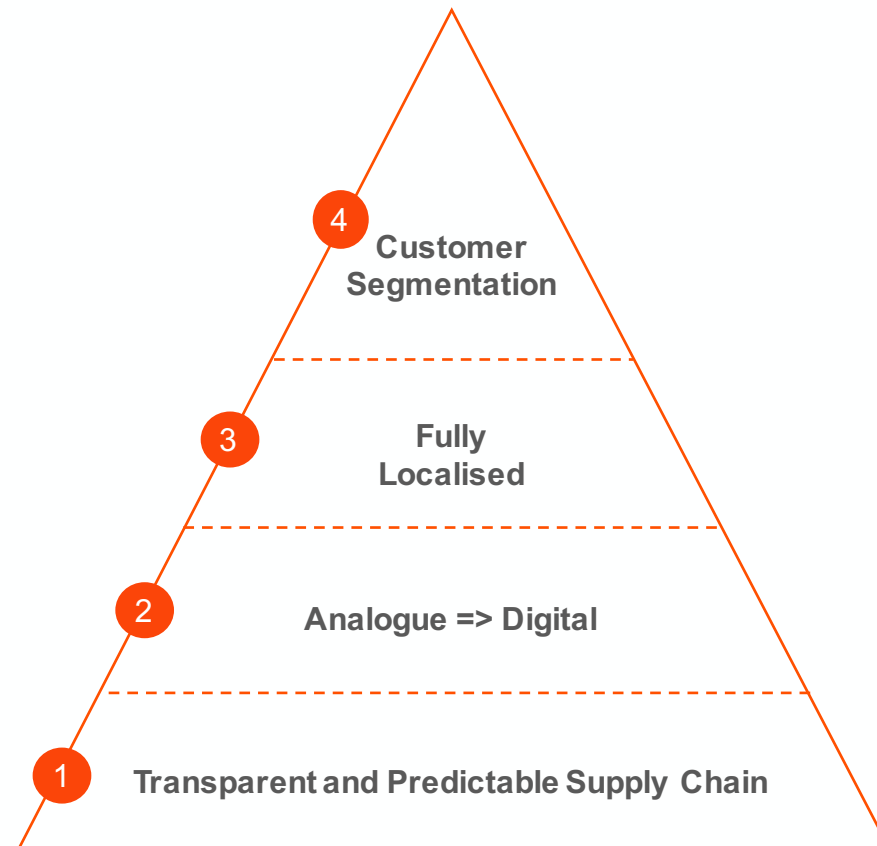 4
Customer
Segmentation
3
Fully
Localised
2
Analogue => Digital
1
Transparent and Predictable Supply Chain